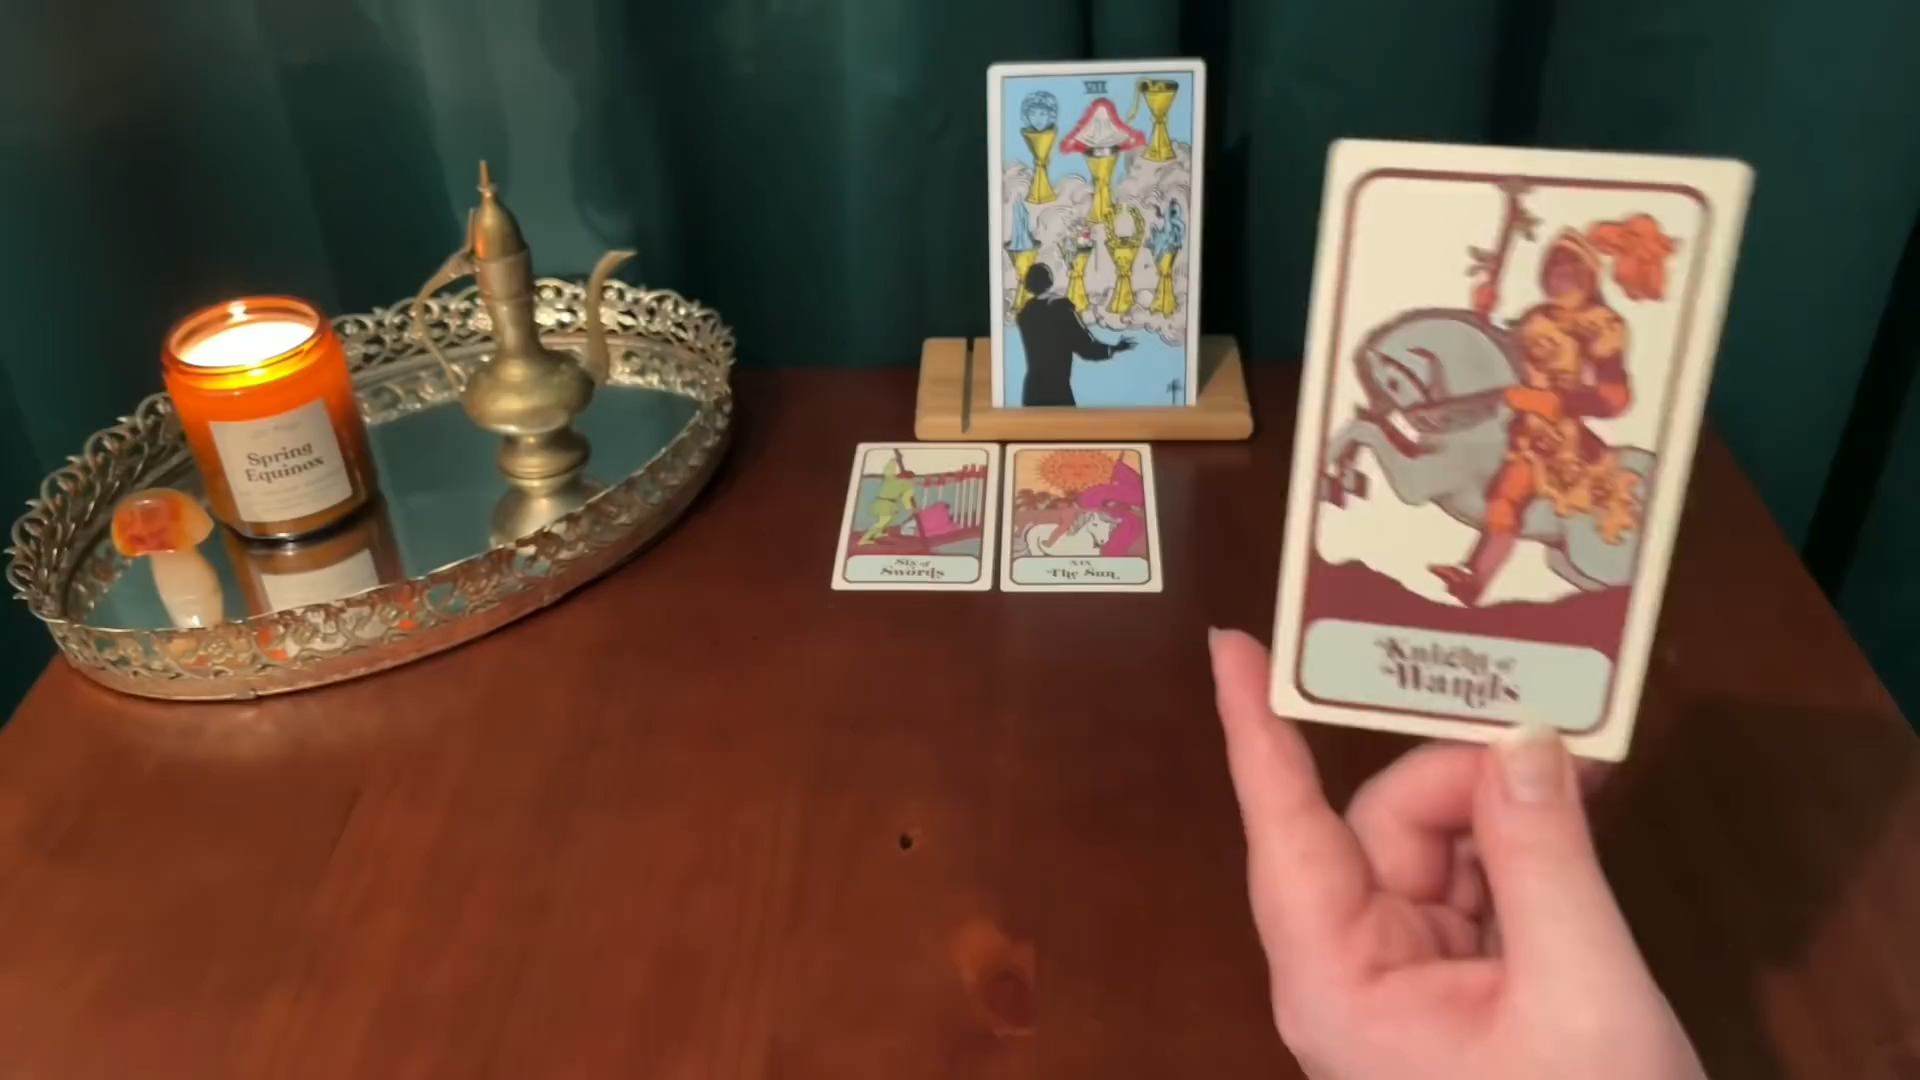 VII
Spring
Equinox
Six of
Swords
XIX
The Sun
Knight of
Wands